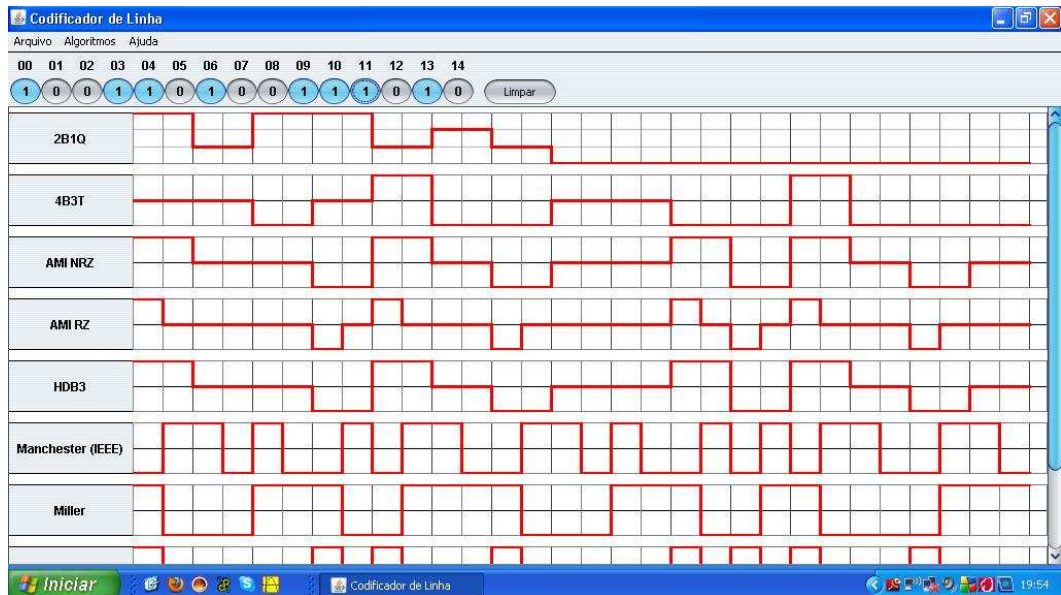 Codificador de Linha
Arquivo Algoritmos Ajuda
00 01 02 03 04 05 06 07 08 09 10 11 12 13 14
1 0 0 1 1 0 1 0 0 1 1 1 0 1 0 Limpar
2B1Q
4B3T
AMI NRZ
AMI RZ
HDB3
Manchester (IEEE)
Miller
Iniciar Codificador de Linha 19:54